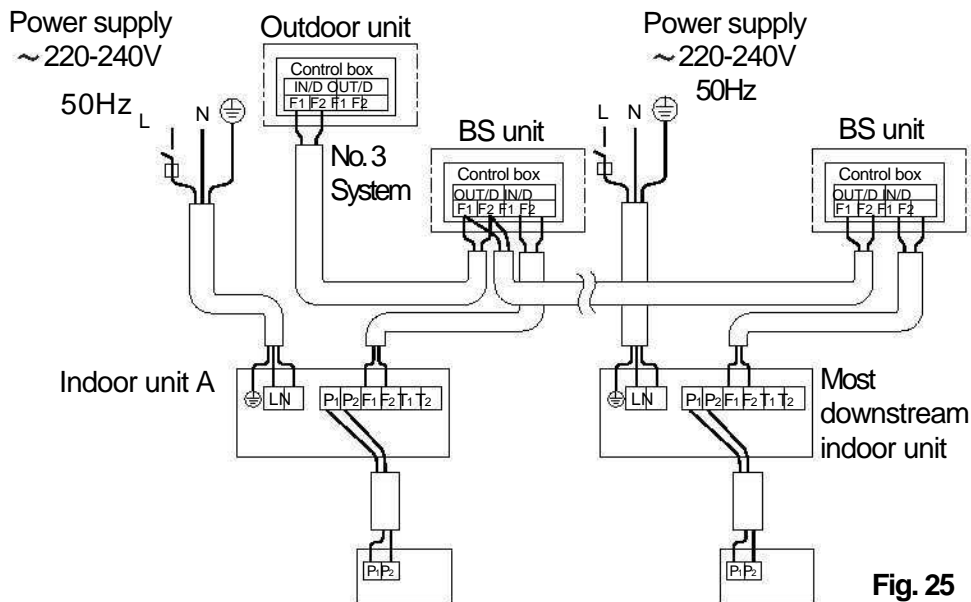 Power supply
~ 220-240V
50Hz
L N
Outdoor unit
Control box
IN/D OUT/D
F1 F2 F1 F2
No. 3
System
BS unit
Control box
OUT/D IN/D
F1 F2 F1 F2
Power supply
~ 220-240V
50Hz
L N
BS unit
Control box
OUT/D IN/D
F1 F2 F1 F2
Indoor unit A
LN
P1 P2 F1 F2 T1 T2
P1 P2
LN
P1 P2 F1 F2 T1 T2
P1 P2
Most
downstream
indoor unit
Fig. 25